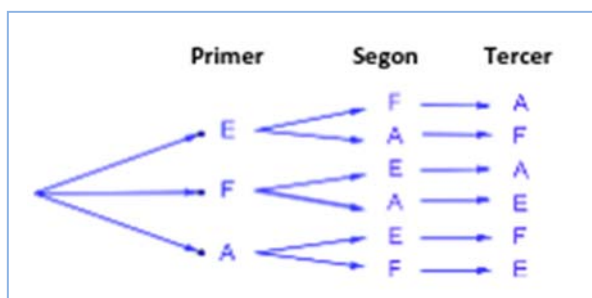 Primer Segon Tercer
F A
E
A F
E A
F
A E
E F
A
F E